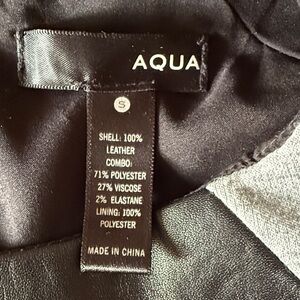 AQUA
S
SHELL: 100%
LEATHER
COMBO:
71% POLYESTER
27% VISCOSE
2% ELASTANE
LINING: 100%
POLYESTER
MADE IN CHINA